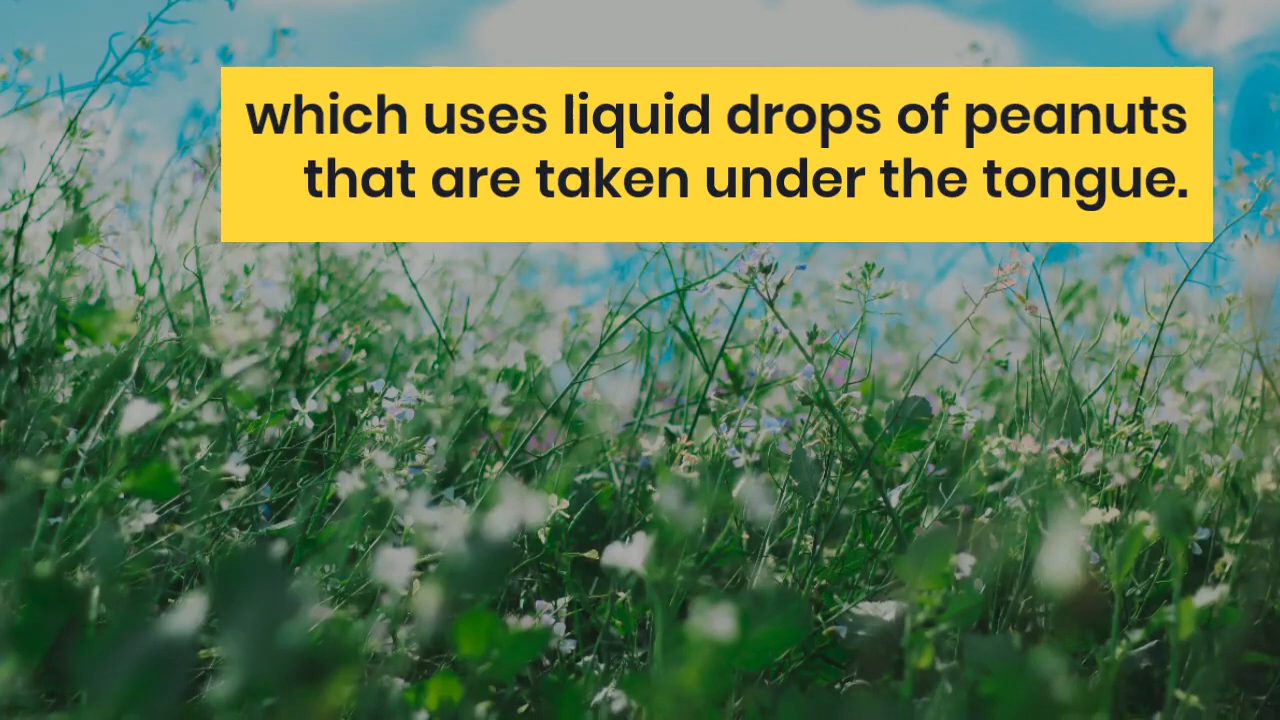 which uses liquid drops of peanuts
that are taken under the tongue.